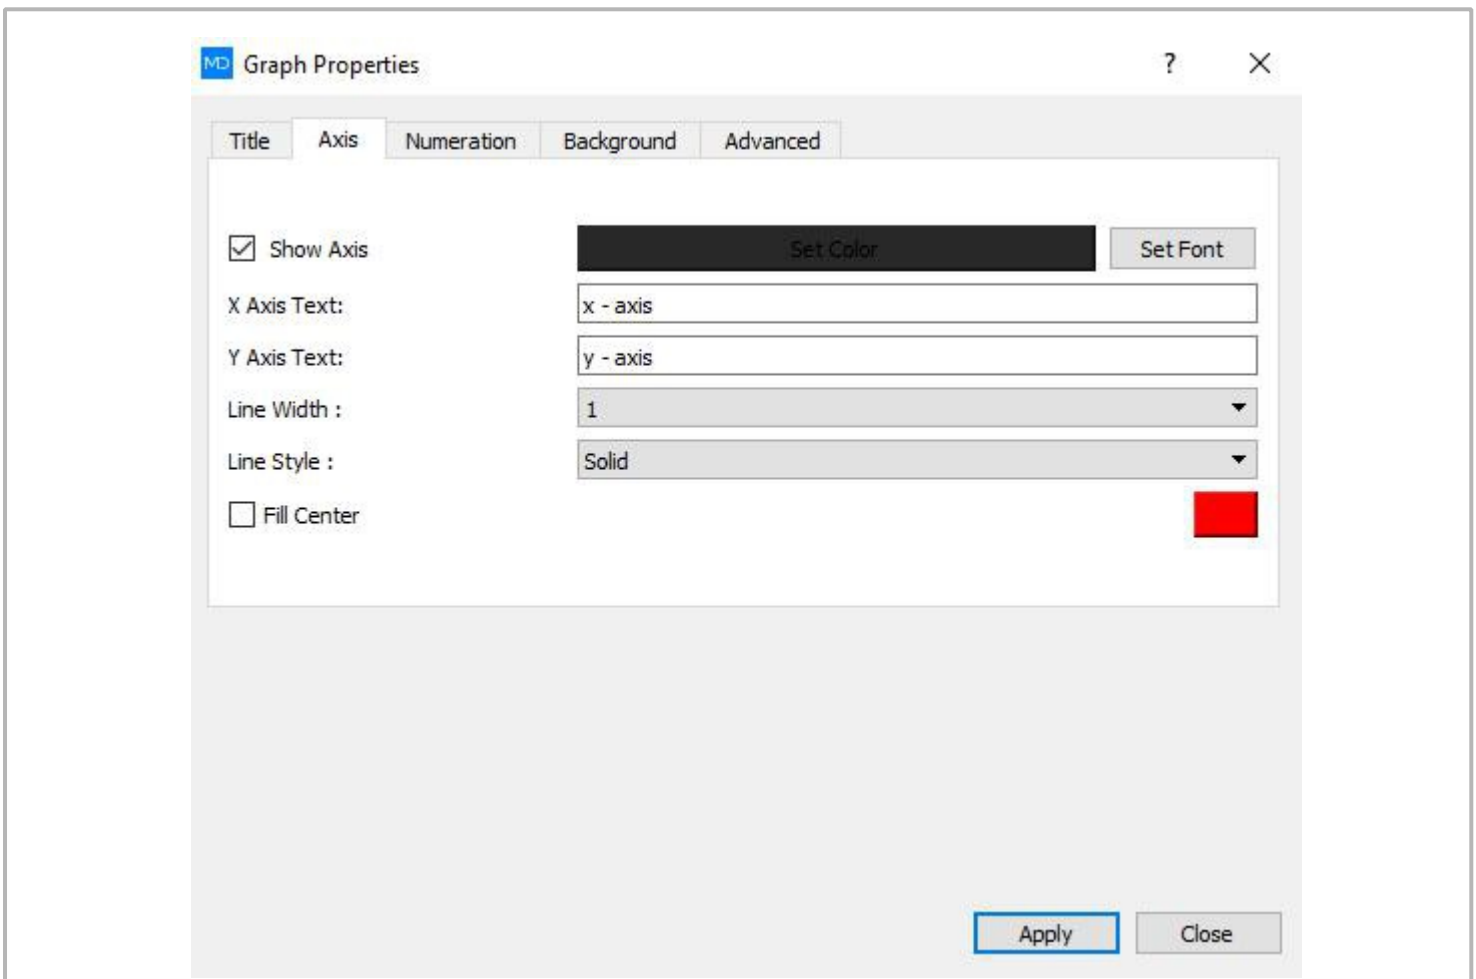 MD Graph Properties ?
Title Axis Numeration Background Advanced
Show Axis Set Color Set Font
X Axis Text: x - axis
Y Axis Text: y - axis
Line Width : 1
Line Style : Solid
Fill Center
Apply Close